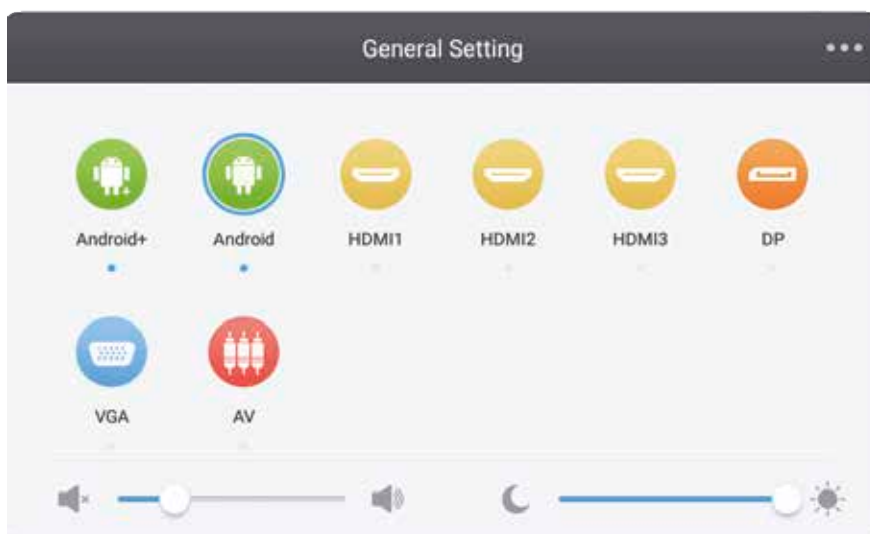 General Setting
Android+ Android HDMI1 HDMI2 HDMI3 DP
VGA AV